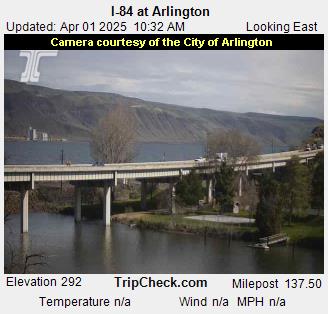 I-84 at Arlington
Updated: Apr 01 2025 10:32 AM Looking East
Camera courtesy of the City of Arlington
Elevation 292 TripCheck.com Milepost 137.50
Temperature n/a Wind n/a MPH n/a